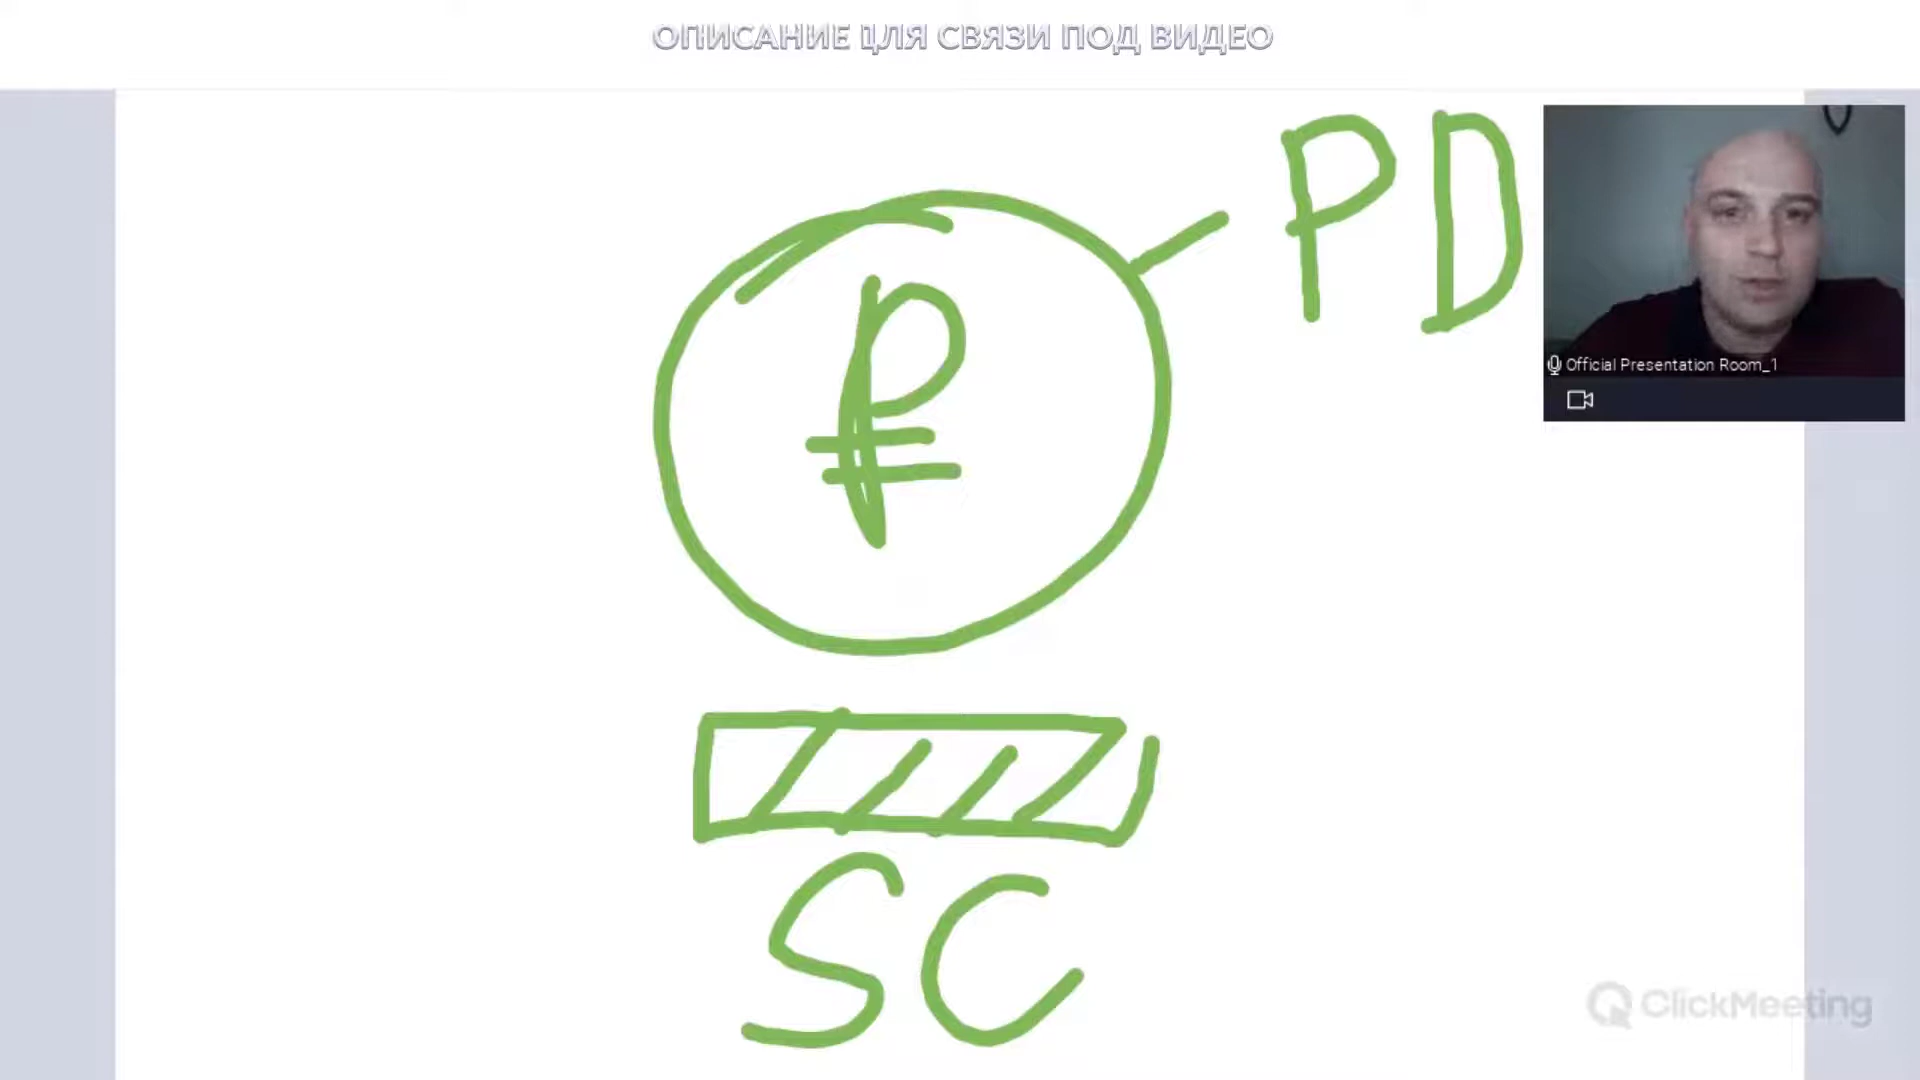 ОПИСАНИЕ ДЛЯ СВЯЗИ ПОД ВИДЕО
PD
₽
Official Presentation Room_1
SC
ClickMeeting